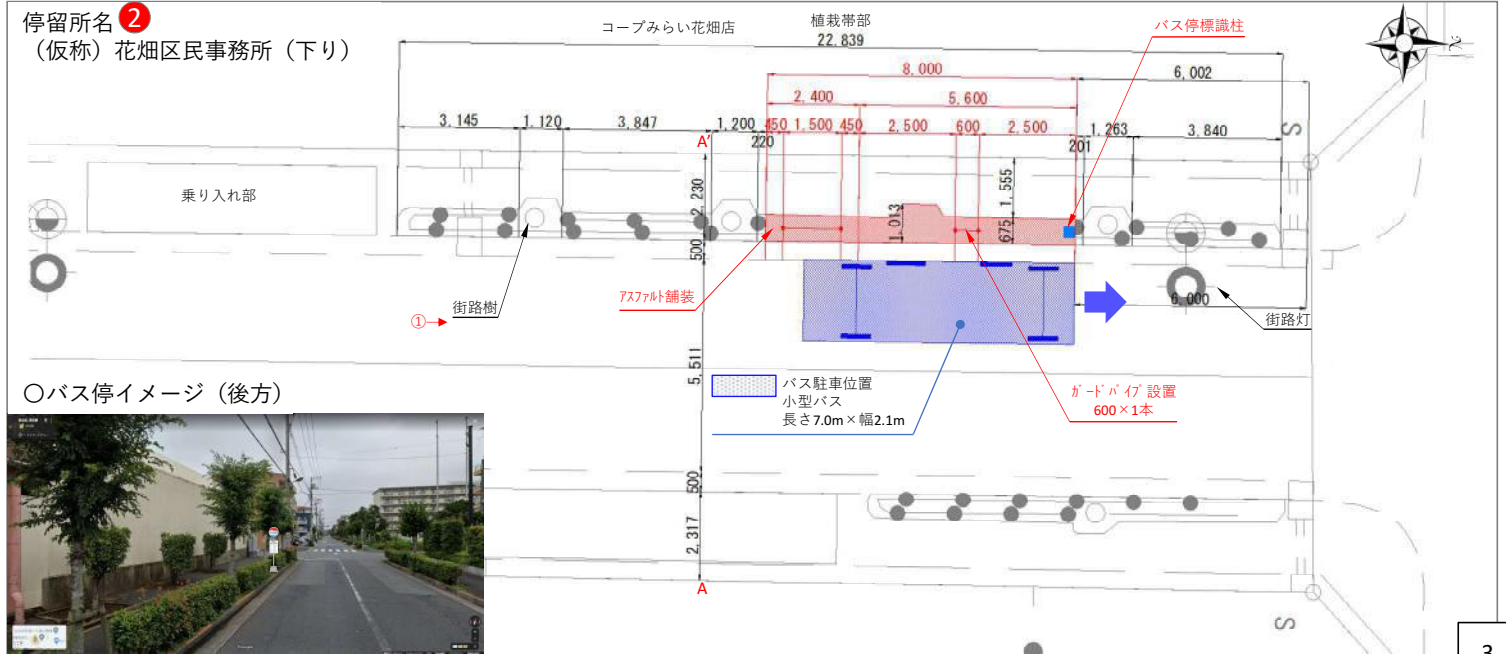 停留所名 2
（仮称）花畑区民事務所（下り）
コープみらい花畑店
植栽帯部
22.839
バス停標識柱
8,000
6,002
2,400
5,600
3,145
1,120
3,847
1,200
450
1,500
450
2,500
600
2,500
1,263
3,840
A'
220
201
S
乗り入れ部
2,230
1,013
1,555
675
500
街路樹
アスファルト舗装
①
6,000
街路灯
5,511
バス駐車位置
小型バス
長さ7.0m×幅2.1m
ガードパイプ設置
600×1本
〇バス停イメージ（後方）
500
2,317
A
S
3